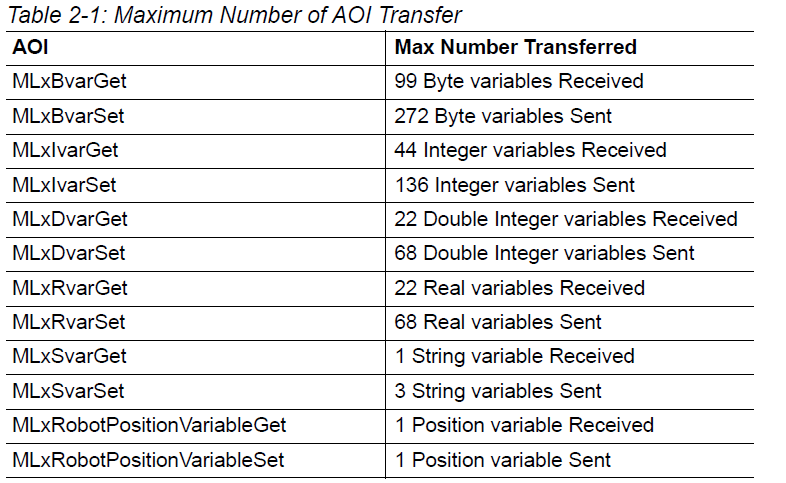 Table 2-1: Maximum Number of AOI Transfer
AOI Max Number Transferred
MLxBvarGet 99 Byte variables Received
MLxBvarSet 272 Byte variables Sent
MLxIvarGet 44 Integer variables Received
MLxIvarSet 136 Integer variables Sent
MLxDvarGet 22 Double Integer variables Received
MLxDvarSet 68 Double Integer variables Sent
MLxRvarGet 22 Real variables Received
MLxRvarSet 68 Real variables Sent
MLxSvarGet 1 String variable Received
MLxSvarSet 3 String variables Sent
MLxRobotPositionVariableGet 1 Position variable Received
MLxRobotPositionVariableSet 1 Position variable Sent